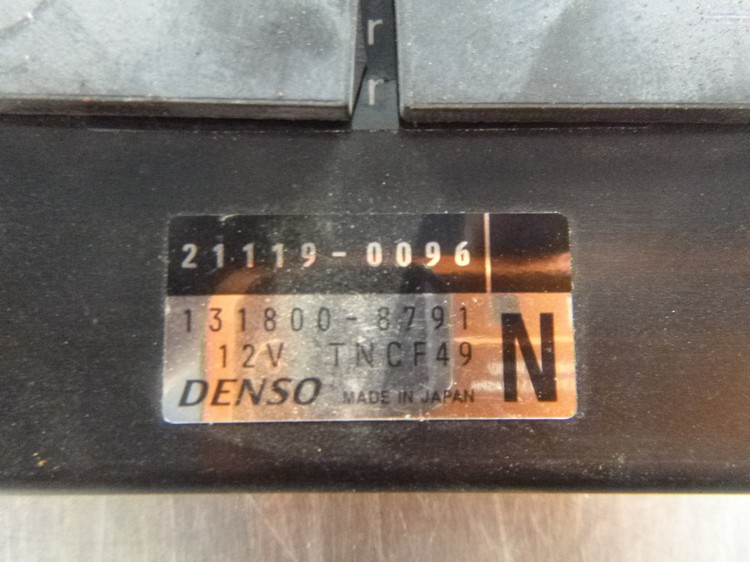 r
r
21119-0096
131800-8791
12V TNCF49
DENSO MADE IN JAPAN
N